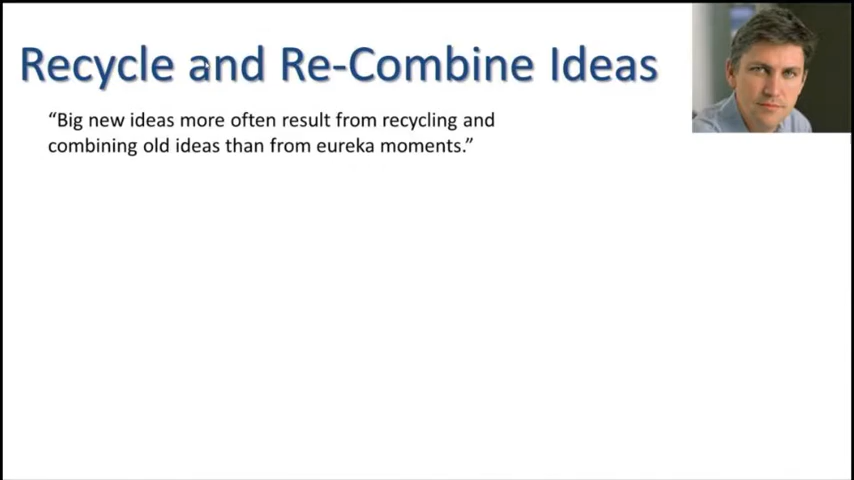 Recycle and Re-Combine Ideas
“Big new ideas more often result from recycling and
combining old ideas than from eureka moments.”